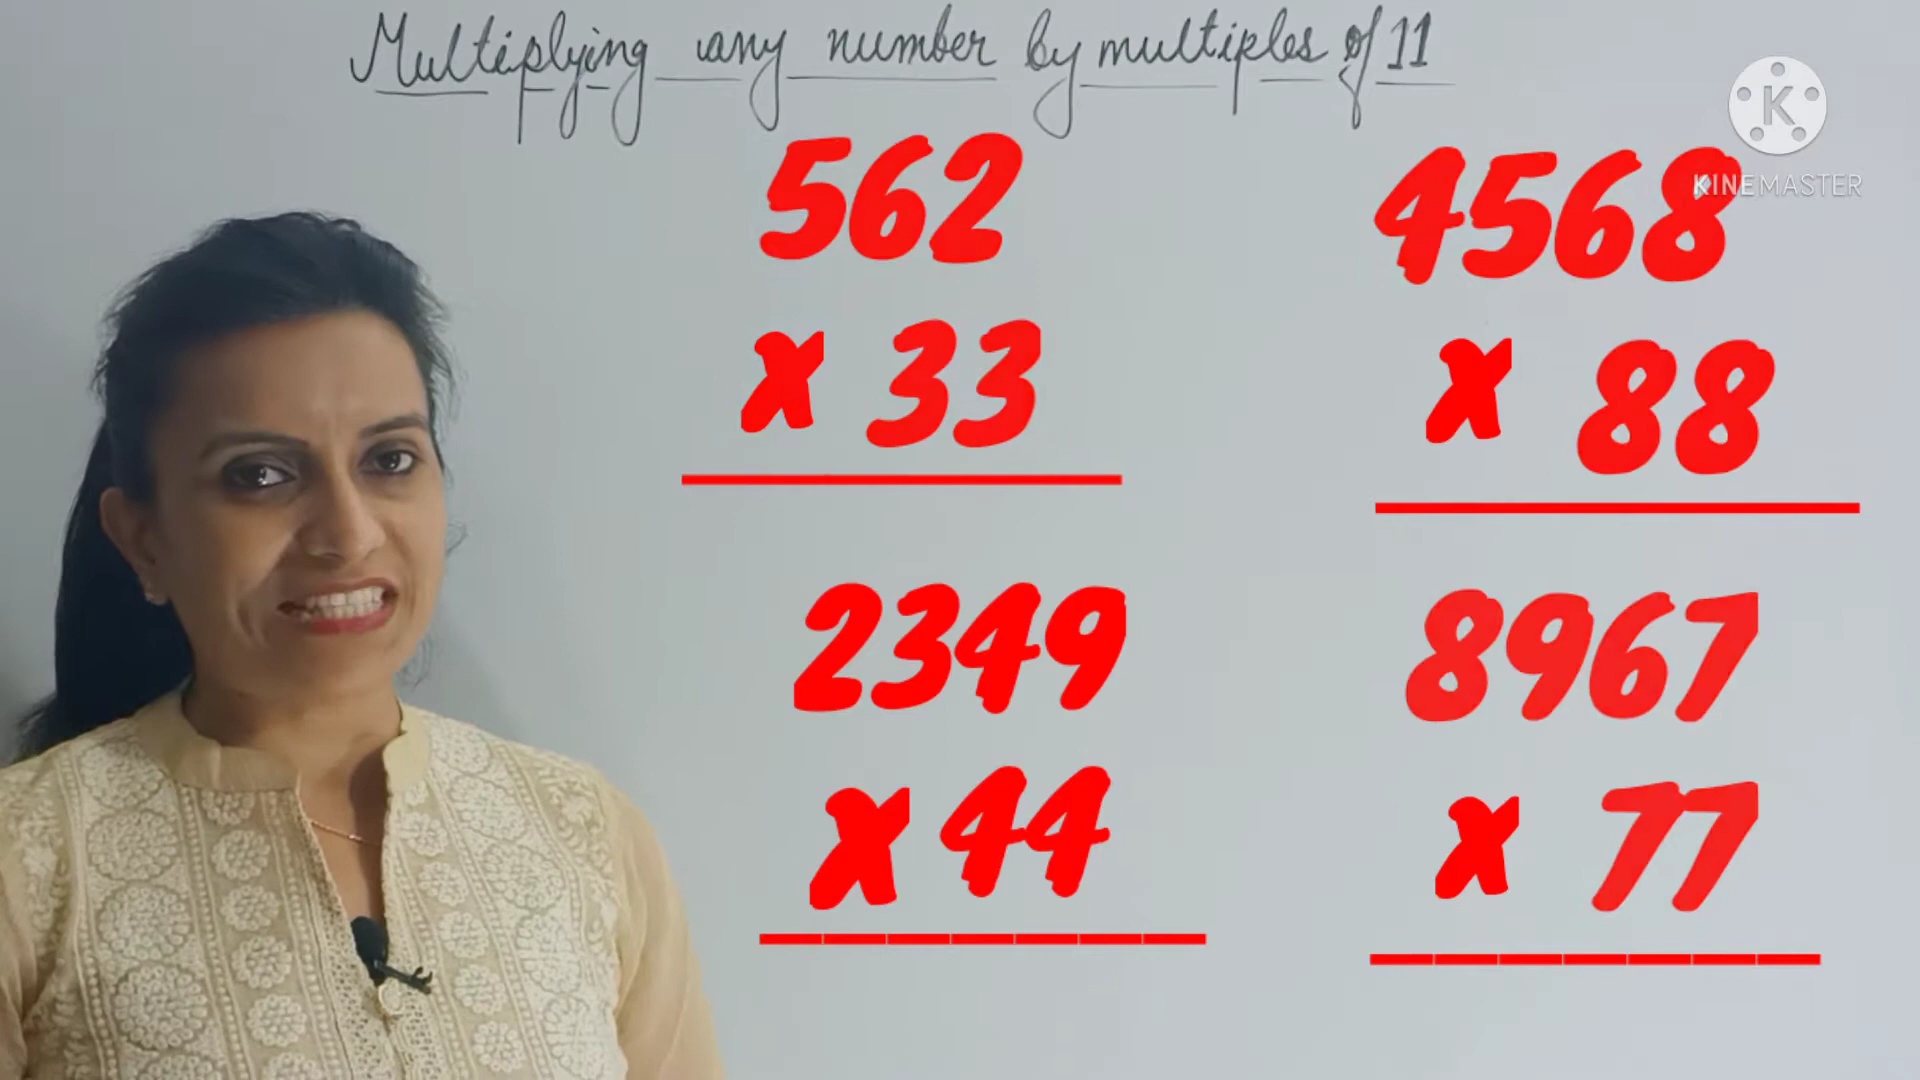 Multiplying any number by multiples of 11
K
KINEMASTER
562
x 33
4568
x 88
2349
x 44
8967
x 77